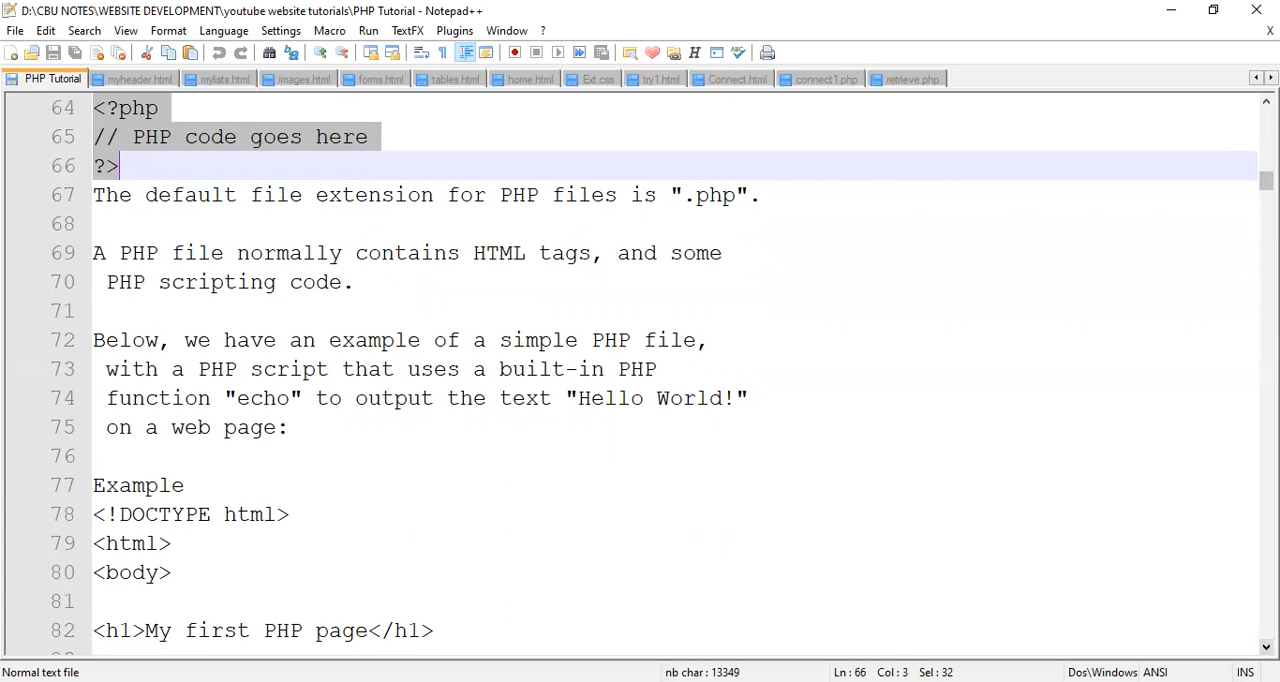 D:\CBU NOTES\WEBSITE DEVELOPMENT\youtube website tutorials\PHP Tutorial - Notepad++
File Edit Search View Format Language Settings Macro Run TextFX Plugins Window ? X
PHP Tutorial myheader.html mylists.html images.html forms.html tables.html home.html Ext.css try1.html Connect.html connect1.php retrieve.php
64 <?php
65 // PHP code goes here
66 ?>
67 The default file extension for PHP files is ".php".
68
69 A PHP file normally contains HTML tags, and some
70 PHP scripting code.
71
72 Below, we have an example of a simple PHP file,
73 with a PHP script that uses a built-in PHP
74 function "echo" to output the text "Hello World!"
75 on a web page:
76
77 Example
78 <!DOCTYPE html>
79 <html>
80 <body>
81
82 <h1>My first PHP page</h1>
Normal text file nb char : 13349 Ln : 66 Col : 3 Sel : 32 Dos\Windows ANSI INS